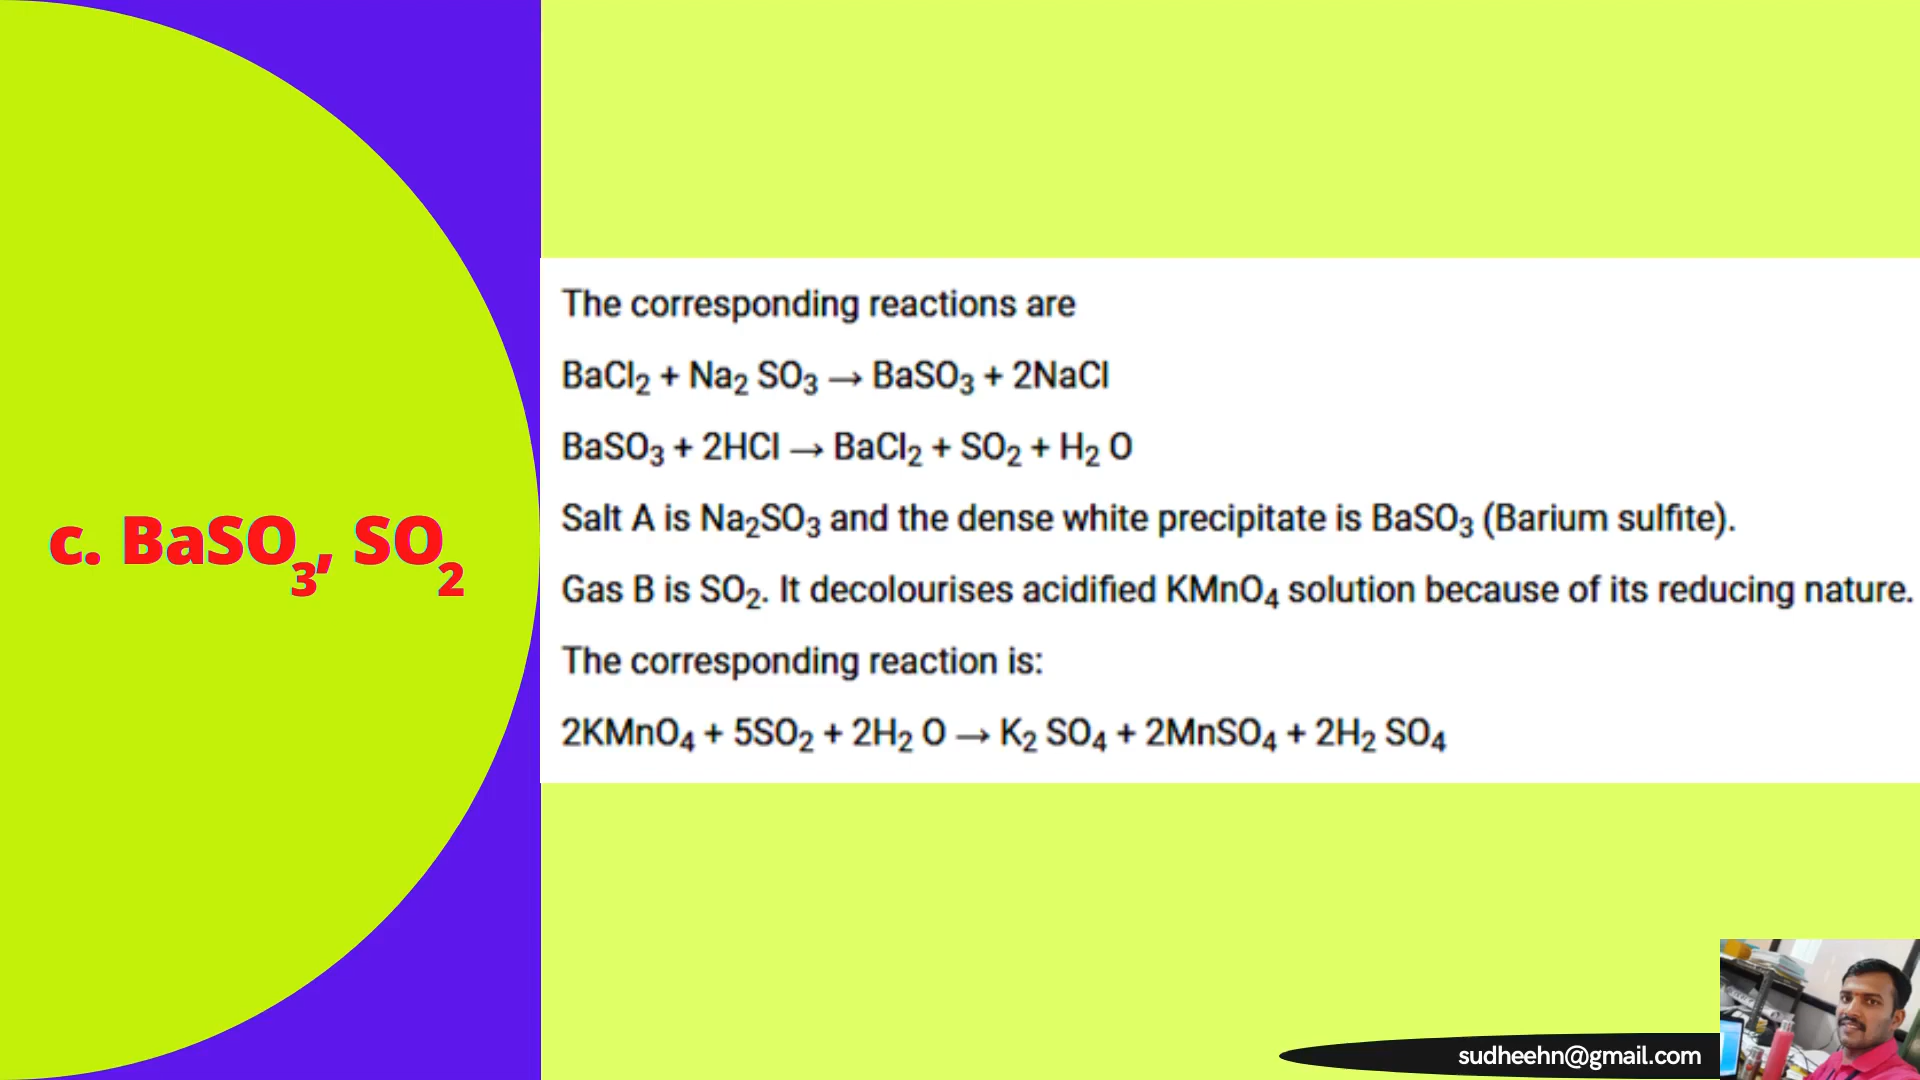 c. BaSO3, SO2
The corresponding reactions are
BaCl2 + Na2 SO3 → BaSO3 + 2NaCl
BaSO3 + 2HCl → BaCl2 + SO2 + H2 O
Salt A is Na2SO3 and the dense white precipitate is BaSO3 (Barium sulfite).
Gas B is SO2. It decolourises acidified KMnO4 solution because of its reducing nature.
The corresponding reaction is:
2KMnO4 + 5SO2 + 2H2 O → K2 SO4 + 2MnSO4 + 2H2 SO4
sudheehn@gmail.com